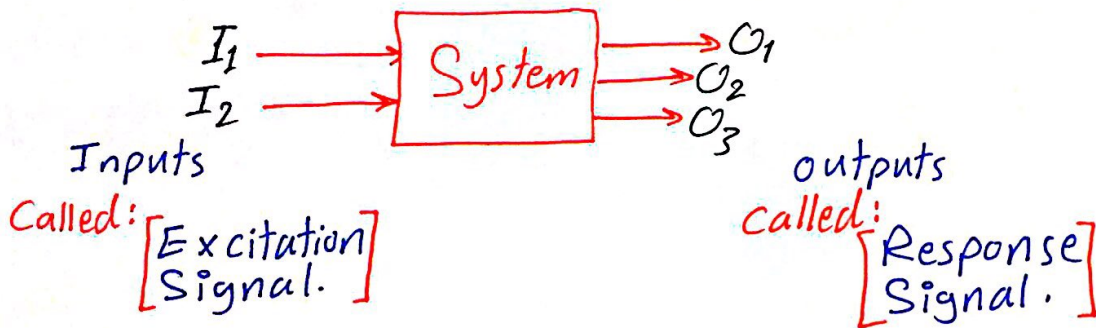 I1
I2
System
O1
O2
O3
Inputs
Called:
[Excitation
Signal.]
outputs
Called:
[Response
Signal.]